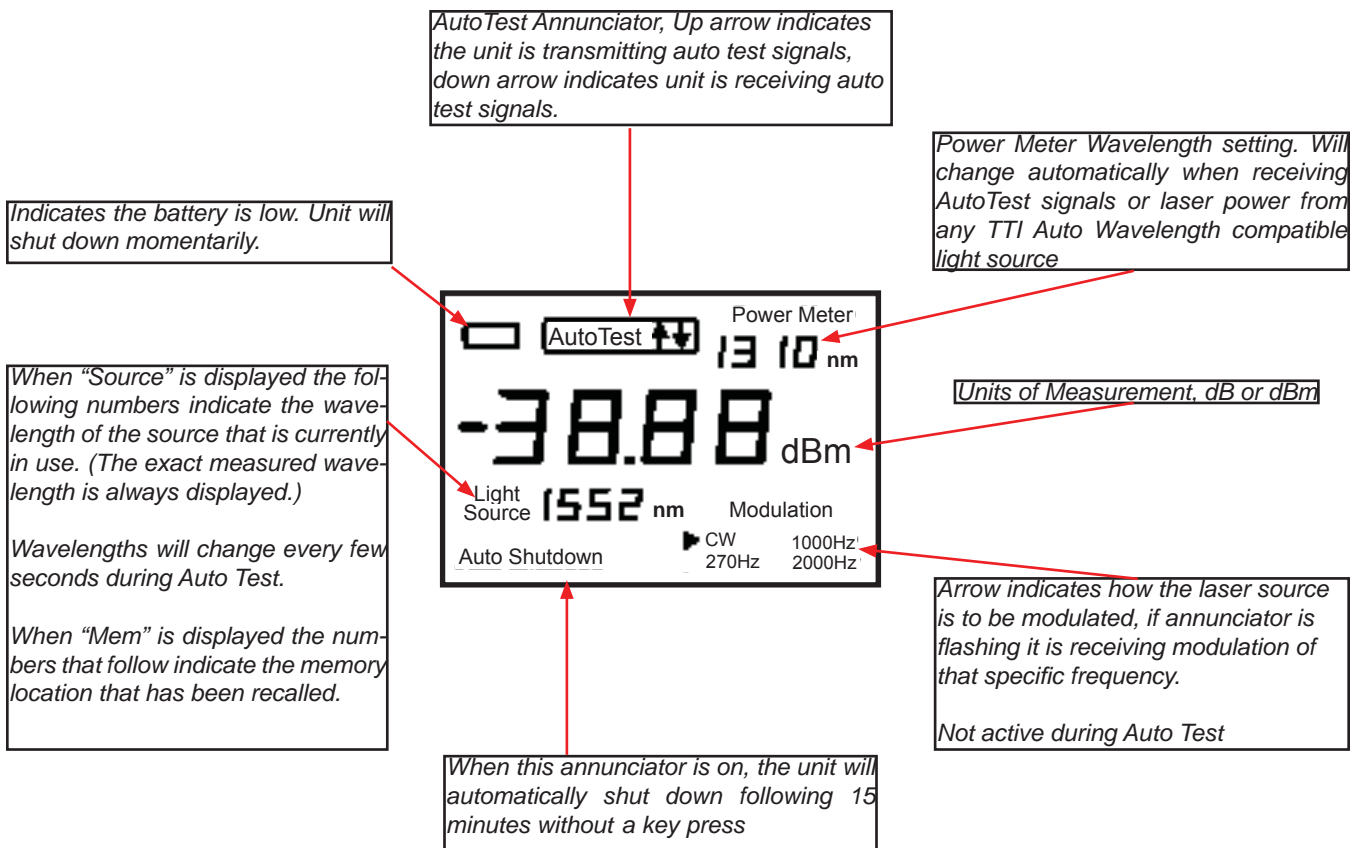 AutoTest Annunciator, Up arrow indicates
the unit is transmitting auto test signals,
down arrow indicates unit is receiving auto
test signals.
Power Meter Wavelength setting. Will
change automatically when receiving
AutoTest signals or laser power from
any TTI Auto Wavelength compatible
light source
Indicates the battery is low. Unit will
shut down momentarily.
AutoTest
Power Meter
1310 nm
-38.88 dBm
Light
Source 1552 nm
Modulation
CW 1000Hz
270Hz 2000Hz
Auto Shutdown
When “Source” is displayed the fol-
lowing numbers indicate the wave-
length of the source that is currently
in use. (The exact measured wave-
length is always displayed.)
Wavelengths will change every few
seconds during Auto Test.
When “Mem” is displayed the num-
bers that follow indicate the memory
location that has been recalled.
Units of Measurement, dB or dBm
Arrow indicates how the laser source
is to be modulated, if annunciator is
flashing it is receiving modulation of
that specific frequency.
Not active during Auto Test
When this annunciator is on, the unit will
automatically shut down following 15
minutes without a key press